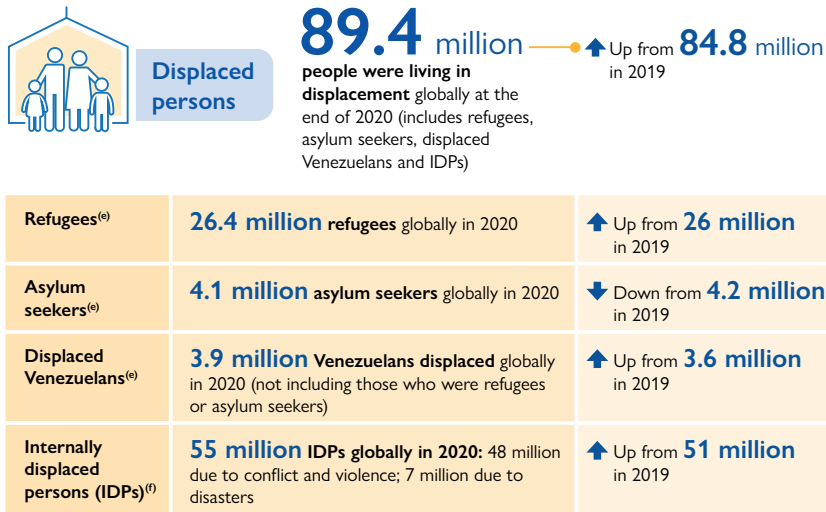 Displaced
persons
89.4 million
people were living in
displacement globally at the
end of 2020 (includes refugees,
asylum seekers, displaced
Venezuelans and IDPs)
Up from 84.8 million
in 2019
Refugees(e)
26.4 million refugees globally in 2020
Up from 26 million
in 2019
Asylum
seekers(e)
4.1 million asylum seekers globally in 2020
Down from 4.2 million
in 2019
Displaced
Venezuelans(e)
3.9 million Venezuelans displaced globally
in 2020 (not including those who were refugees
or asylum seekers)
Up from 3.6 million
in 2019
Internally
displaced
persons (IDPs)(f)
55 million IDPs globally in 2020: 48 million
due to conflict and violence; 7 million due to
disasters
Up from 51 million
in 2019